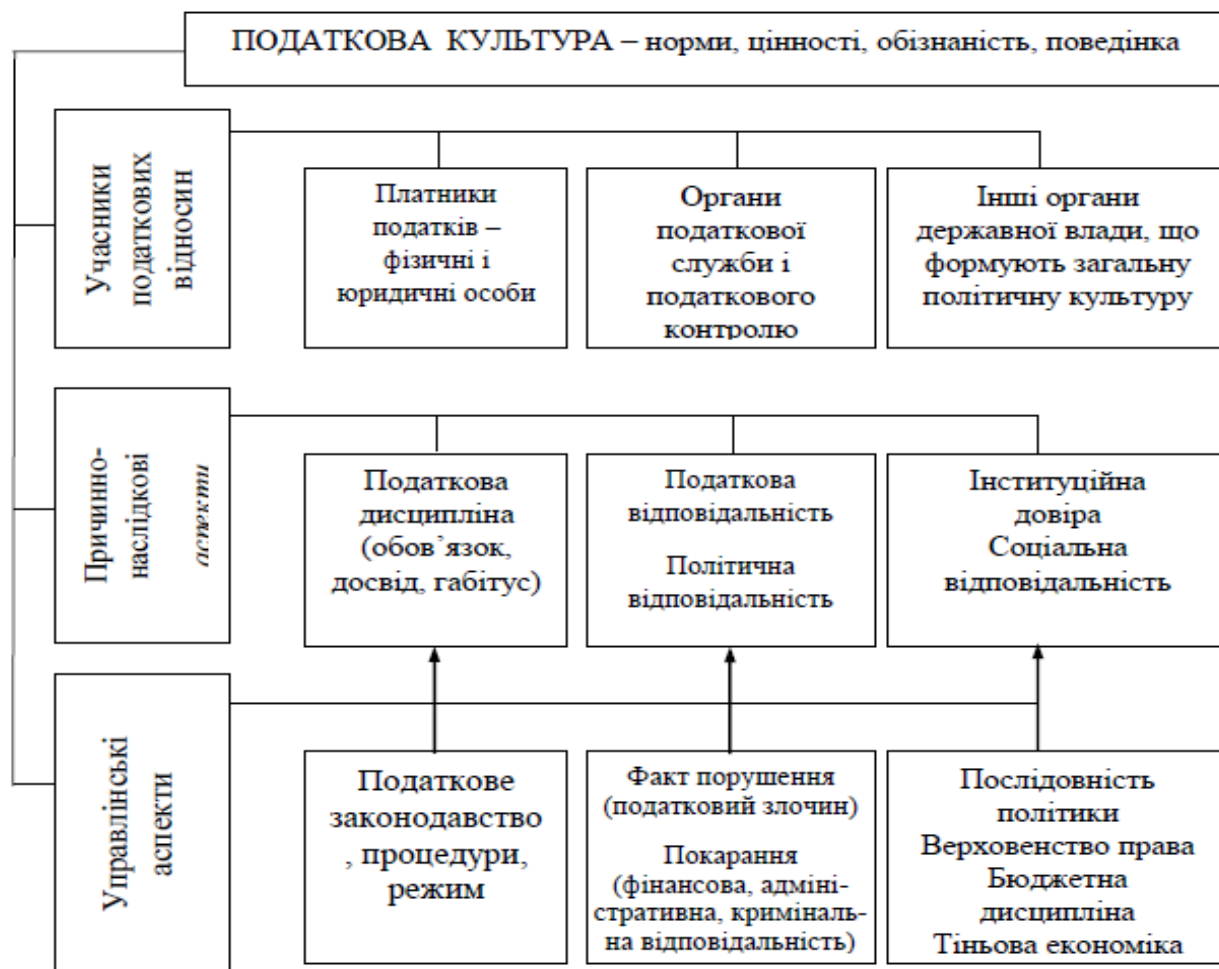 ПОДАТКОВА КУЛЬТУРА – норми, цінності, обізнаність, поведінка
Учасники
податкових
відносин
Платники
податків –
фізичні і
юридичні особи
Органи
податкової
служби і
податкового
контролю
Інші органи
державної влади, що
формують загальну
політичну культуру
Причинно-
наслідкові
аспекти
Податкова
дисципліна
(обов’язок,
досвід, габітус)
Податкова
відповідальність
Політична
відповідальність
Інституційна
довіра
Соціальна
відповідальність
Управлінські
аспекти
Податкове
законодавство
, процедури,
режим
Факт порушення
(податковий злочин)
Покарання
(фінансова, адміні-
стративна, криміналь-
на відповідальність)
Послідовність
політики
Верховенство права
Бюджетна
дисципліна
Тіньова економіка